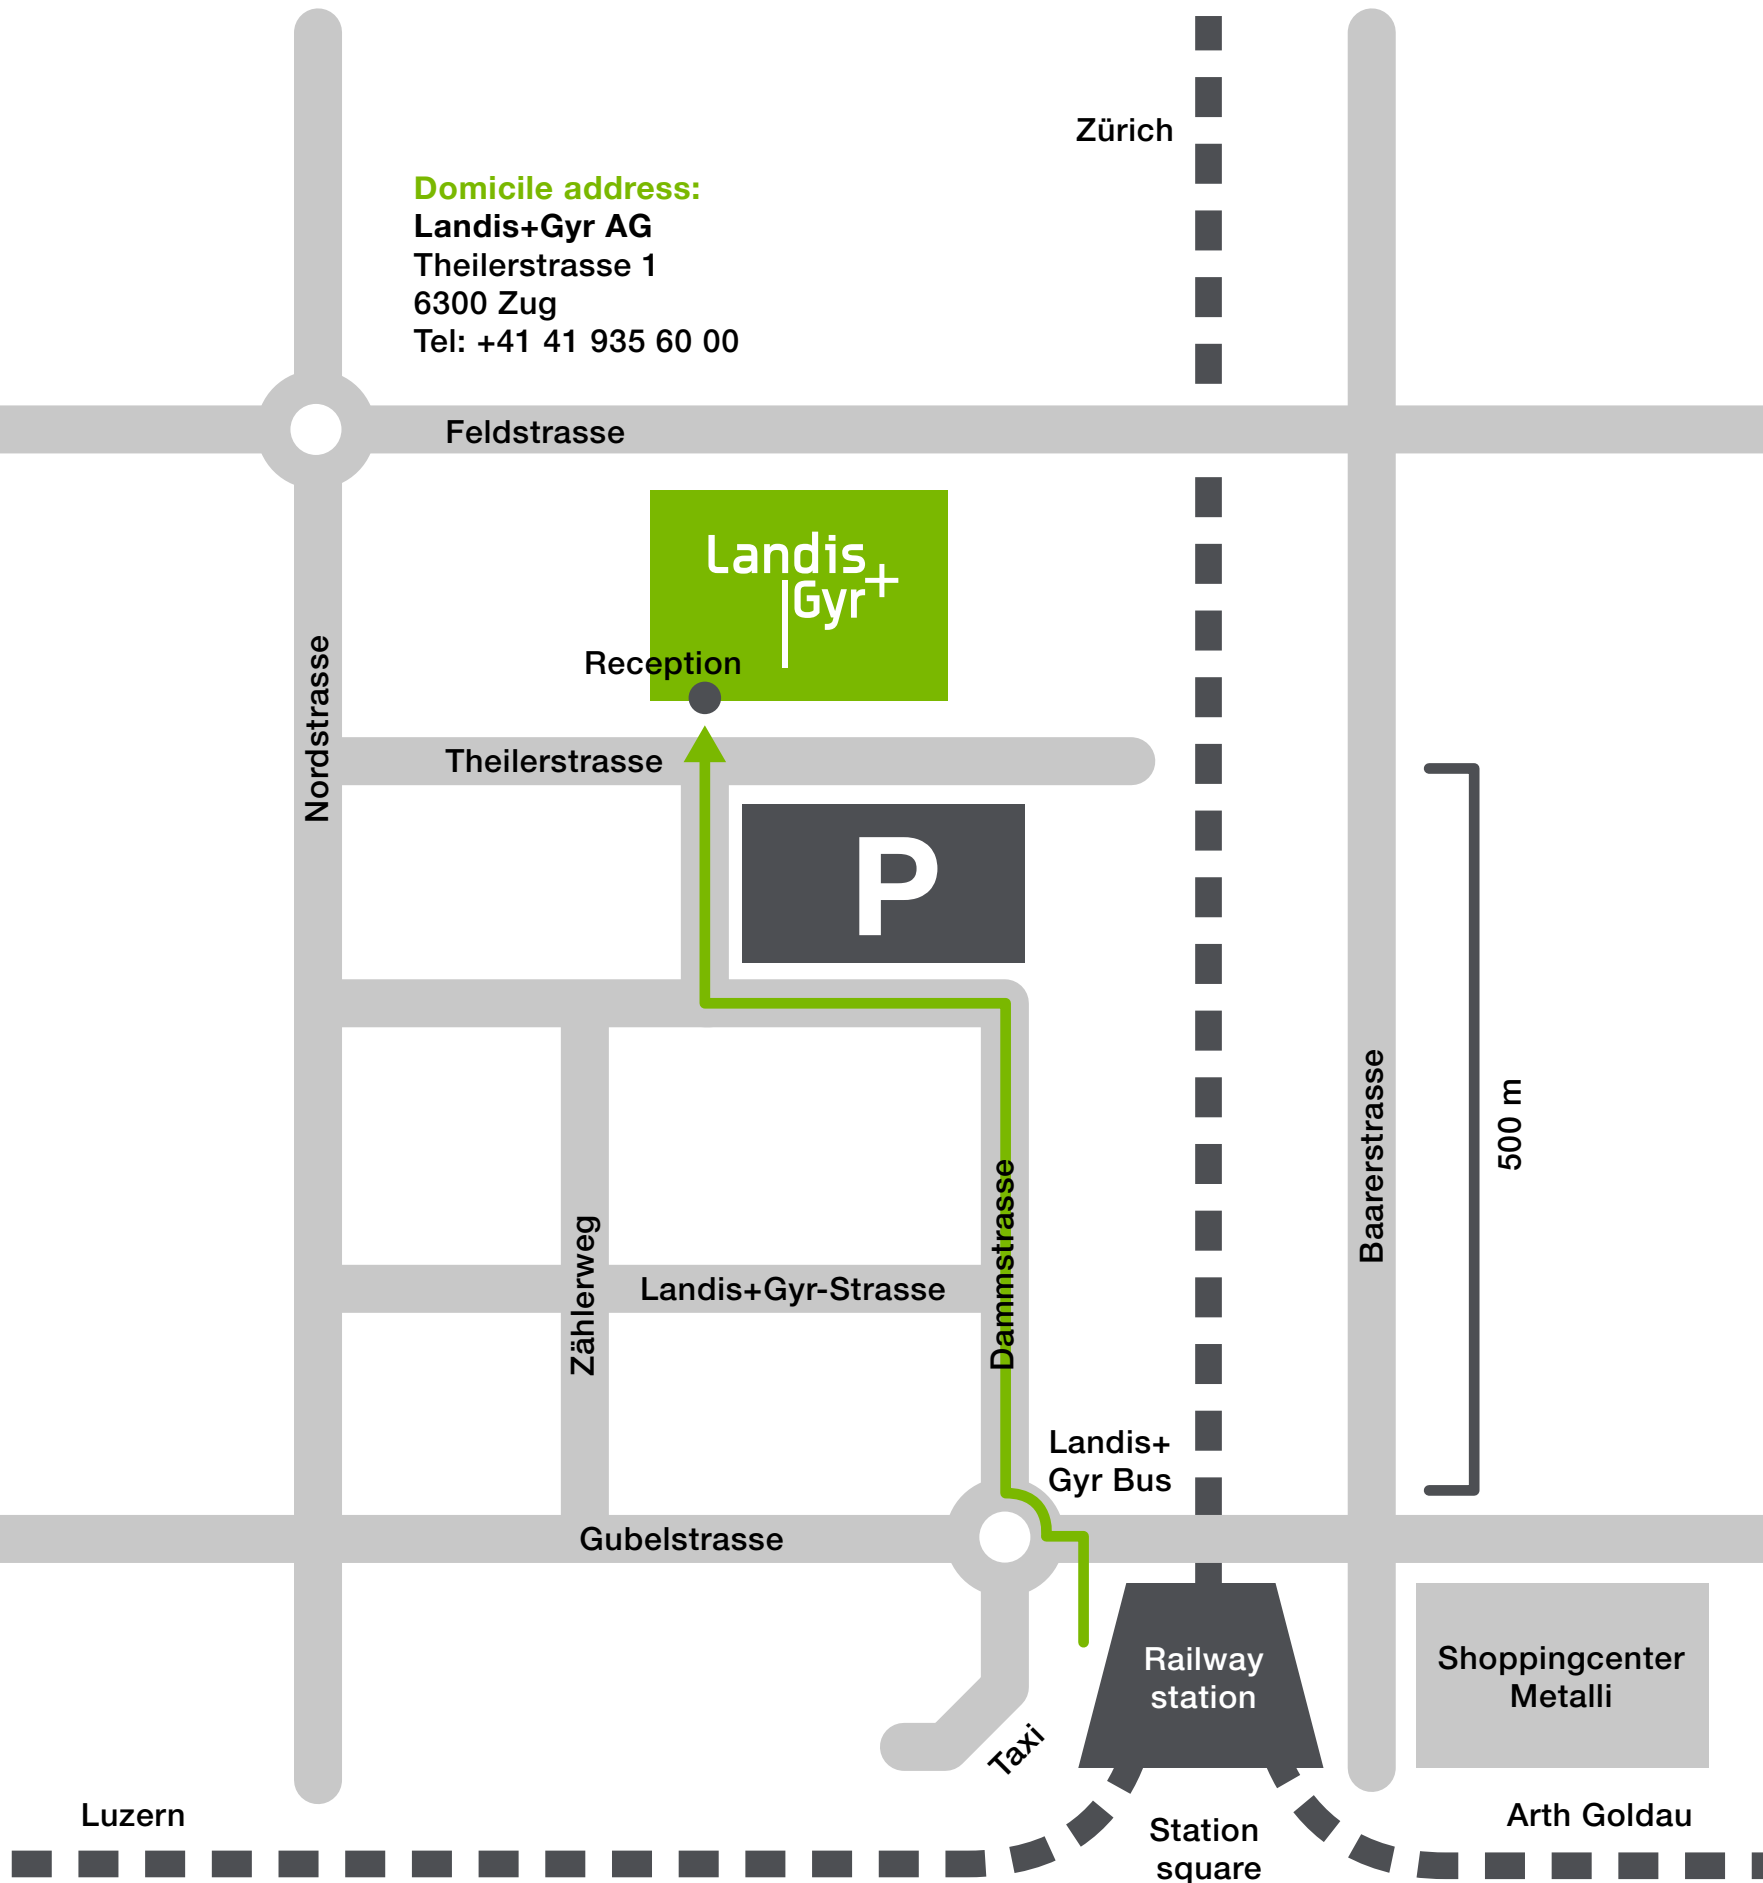 Zürich
Domicile address:
Landis+Gyr AG
Theilerstrasse 1
6300 Zug
Tel: +41 41 935 60 00
Feldstrasse
Landis
Gyr+
Reception
Nordstrasse
Theilerstrasse
P
Baarerstrasse
500 m
Dammstrasse
Zählerweg
Landis+Gyr-Strasse
Landis+
Gyr Bus
Gubelstrasse
Railway
station
Shoppingcenter
Metalli
Taxi
Luzern
Arth Goldau
Station
square